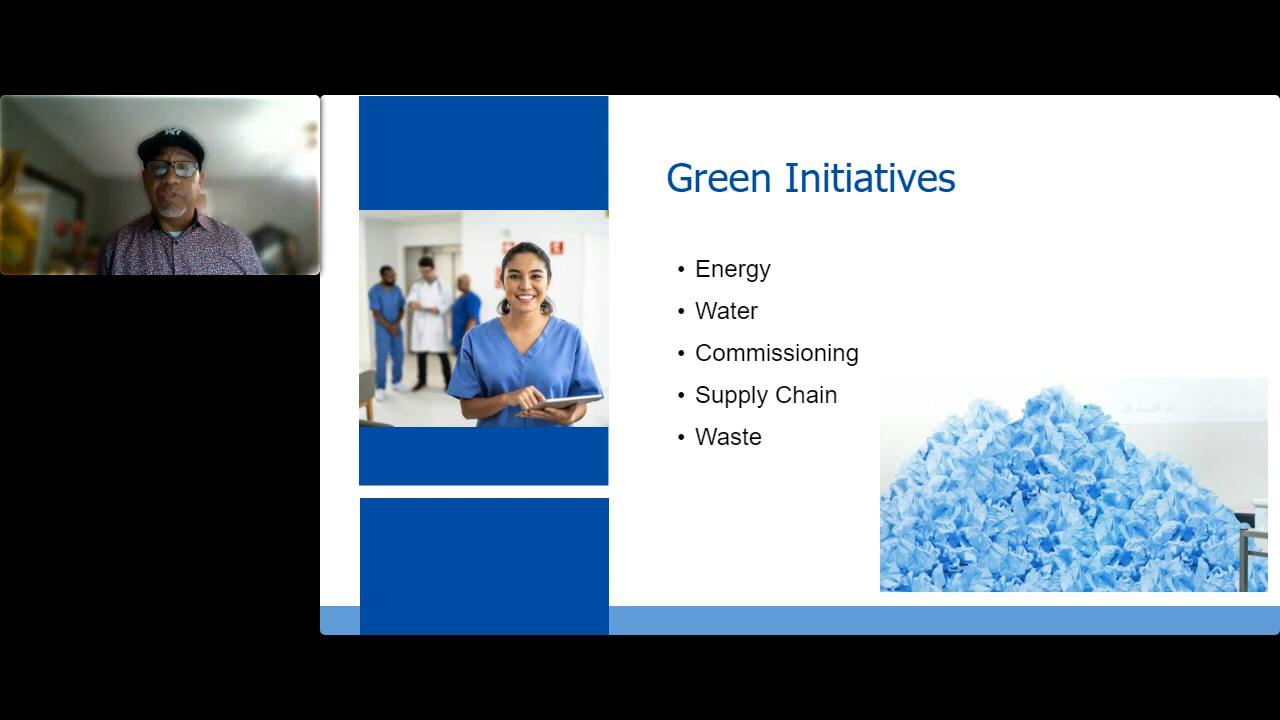 Green Initiatives
• Energy
• Water
• Commissioning
• Supply Chain
• Waste